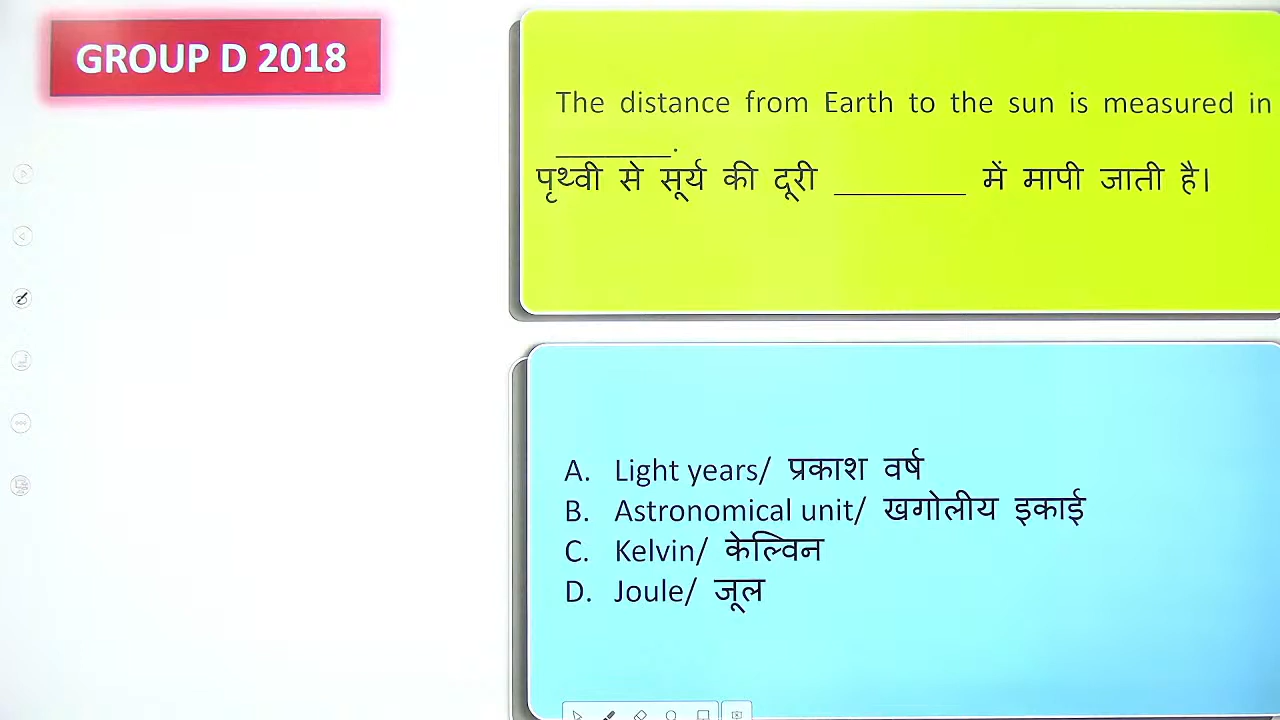 GROUP D 2018
The distance from Earth to the sun is measured in
________.
पृथ्वी से सूर्य की दूरी ________ में मापी जाती है।
A. Light years/ प्रकाश वर्ष
B. Astronomical unit/ खगोलीय इकाई
C. Kelvin/ केल्विन
D. Joule/ जूल